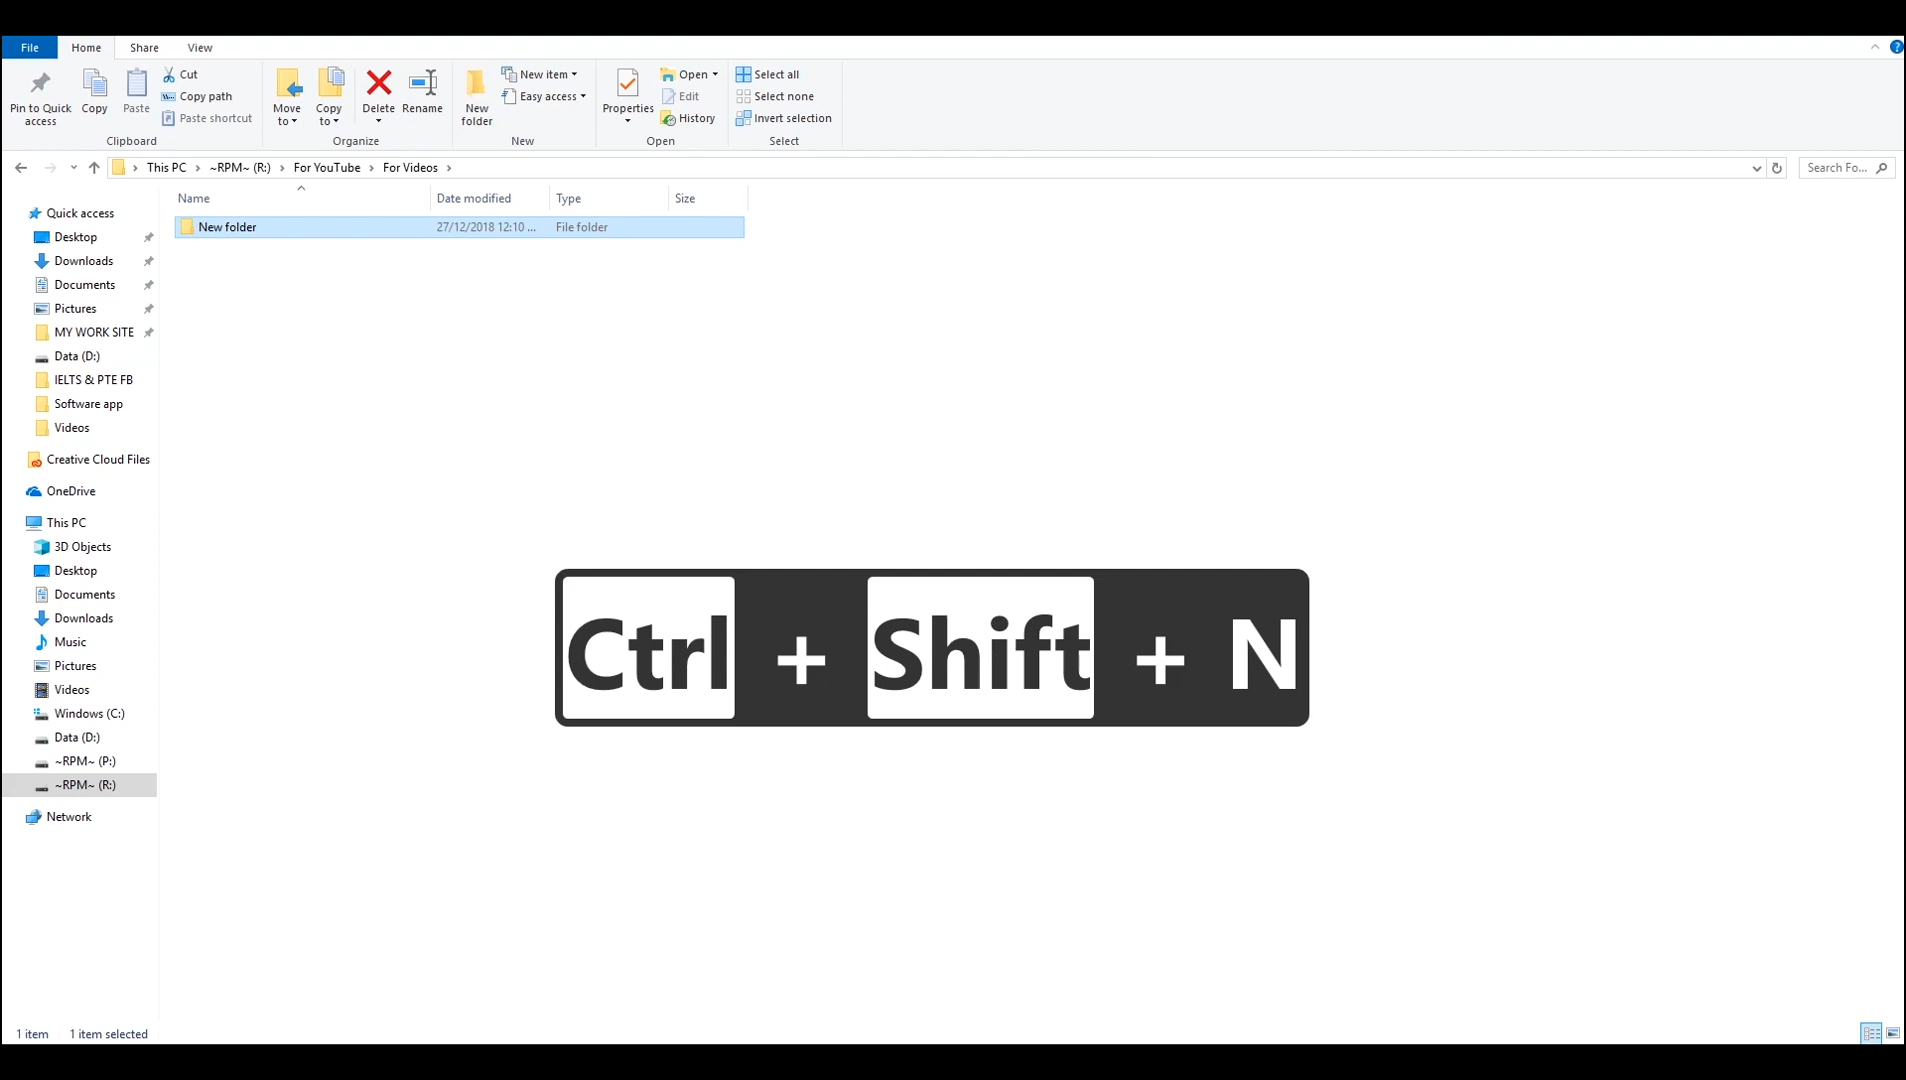 File Home Share View
Pin to Quick access
Copy
Paste
Cut
Copy path
Paste shortcut
Clipboard
Move to
Copy to
Delete
Rename
Organize
New folder
New item
Easy access
New
Properties
Open
Edit
History
Open
Select all
Select none
Invert selection
Select
This PC > ~RPM~ (R:) > For YouTube > For Videos >
Search Fo...
Name Date modified Type Size
New folder 27/12/2018 12:10 ... File folder
Quick access
Desktop
Downloads
Documents
Pictures
MY WORK SITE
Data (D:)
IELTS & PTE FB
Software app
Videos
Creative Cloud Files
OneDrive
This PC
3D Objects
Desktop
Documents
Downloads
Music
Pictures
Videos
Windows (C:)
Data (D:)
~RPM~ (P:)
~RPM~ (R:)
Network
Ctrl + Shift + N
1 item 1 item selected